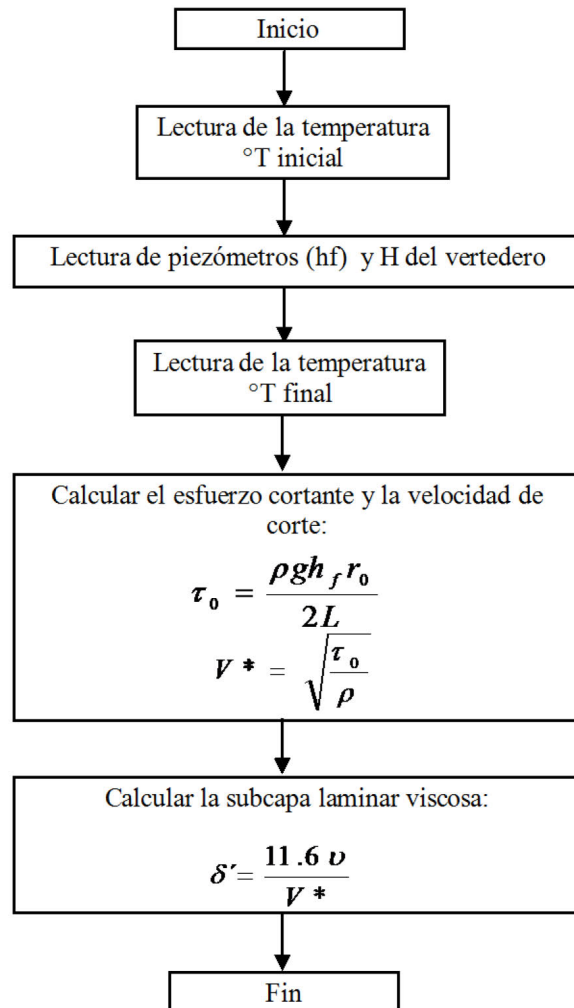 Inicio
Lectura de la temperatura
°T inicial
Lectura de piezómetros (hf) y H del vertedero
Lectura de la temperatura
°T final
Calcular el esfuerzo cortante y la velocidad de
corte:
τ₀ = ρghfr₀ / 2L
V* = √(τ₀ / ρ)
Calcular la subcapa laminar viscosa:
δ´= 11.6 υ / V*
Fin